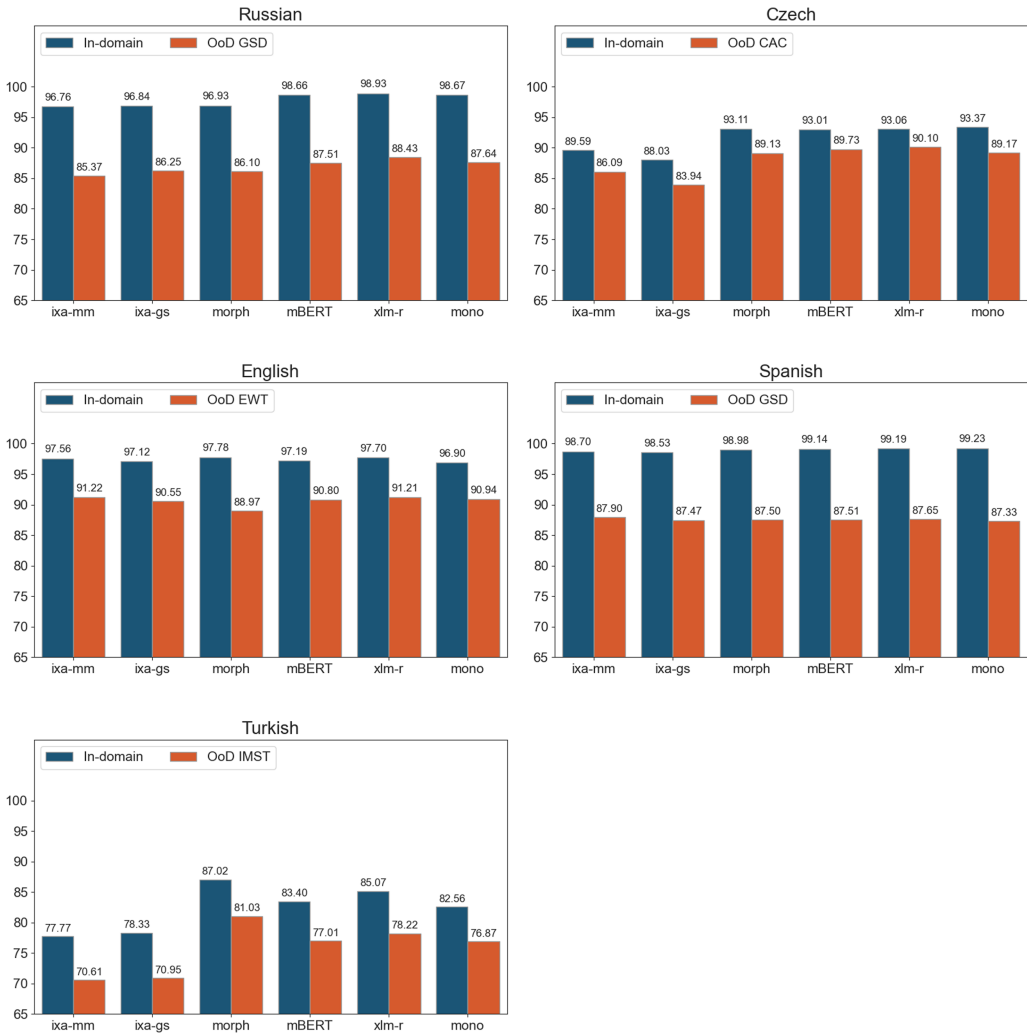 Russian
In-domain OoD GSD
100
95
90
85
80
75
70
65
96.76 85.37 96.84 86.25 96.93 86.10 98.66 87.51 98.93 88.43 98.67 87.64
ixa-mm ixa-gs morph mBERT xlm-r mono
Czech
In-domain OoD CAC
100
95
90
85
80
75
70
65
89.59 86.09 88.03 83.94 93.11 89.13 93.01 89.73 93.06 90.10 93.37 89.17
ixa-mm ixa-gs morph mBERT xlm-r mono
English
In-domain OoD EWT
100
95
90
85
80
75
70
65
97.56 91.22 97.12 90.55 97.78 88.97 97.19 90.80 97.70 91.21 96.90 90.94
ixa-mm ixa-gs morph mBERT xlm-r mono
Spanish
In-domain OoD GSD
100
95
90
85
80
75
70
65
98.70 87.90 98.53 87.47 98.98 87.50 99.14 87.51 99.19 87.65 99.23 87.33
ixa-mm ixa-gs morph mBERT xlm-r mono
Turkish
In-domain OoD IMST
100
95
90
85
80
75
70
65
77.77 70.61 78.33 70.95 87.02 81.03 83.40 77.01 85.07 78.22 82.56 76.87
ixa-mm ixa-gs morph mBERT xlm-r mono